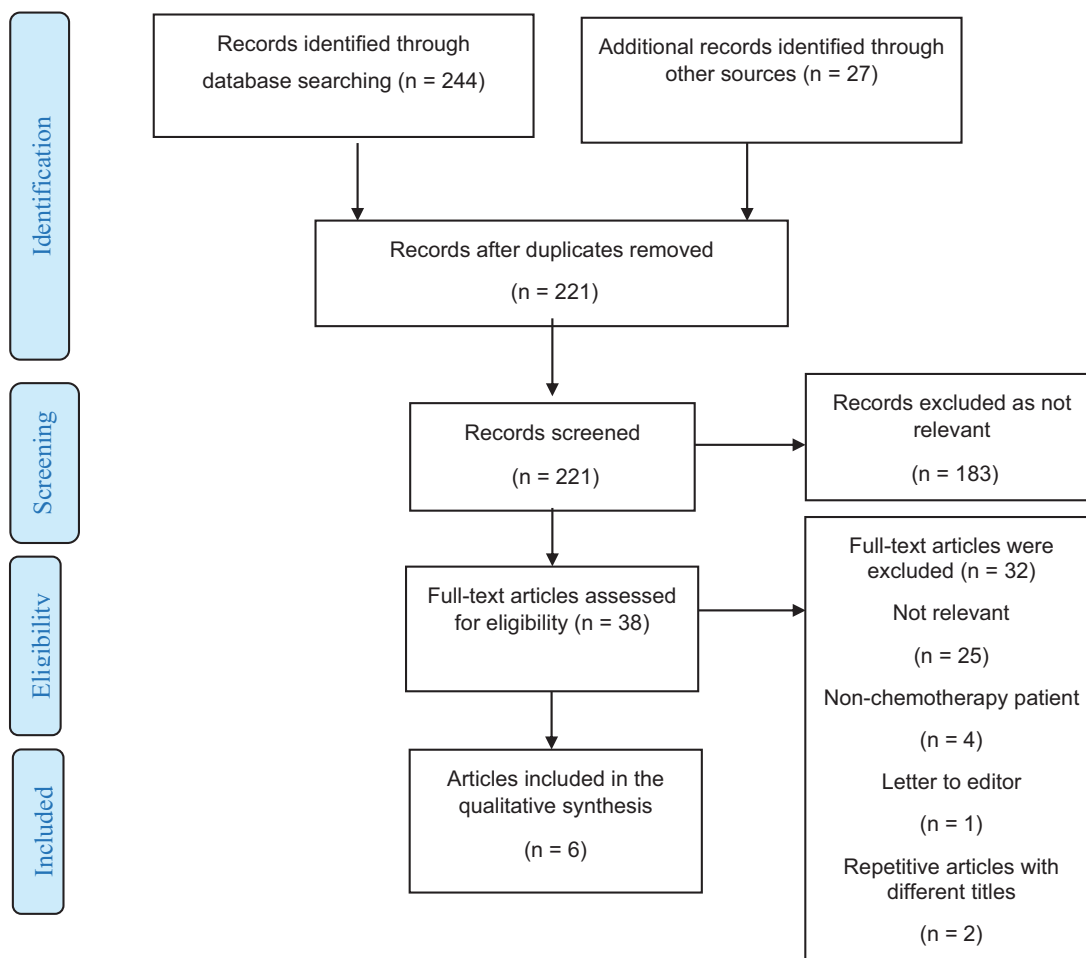 Identification
Records identified through
database searching (n = 244)
Additional records identified through
other sources (n = 27)
Records after duplicates removed
(n = 221)
Screening
Records screened
(n = 221)
Records excluded as not
relevant
(n = 183)
Eligibility
Full-text articles assessed
for eligibility (n = 38)
Full-text articles were
excluded (n = 32)
Not relevant
(n = 25)
Non-chemotherapy patient
(n = 4)
Letter to editor
(n = 1)
Repetitive articles with
different titles
(n = 2)
Included
Articles included in the
qualitative synthesis
(n = 6)